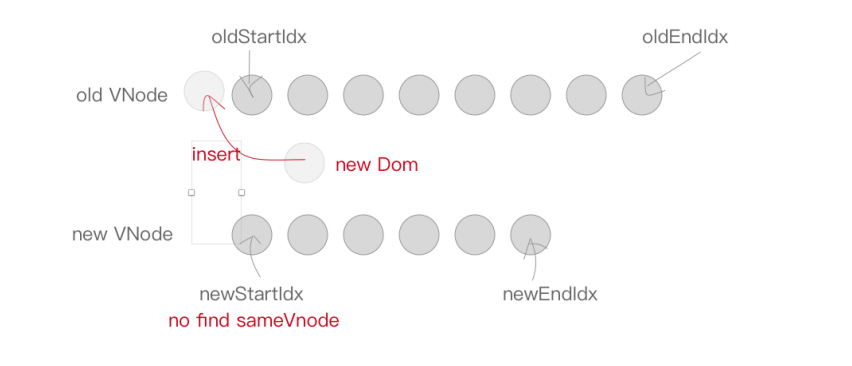 oldStartIdx
oldEndIdx
old VNode
insert
new Dom
new VNode
newStartIdx
newEndIdx
no find sameVnode